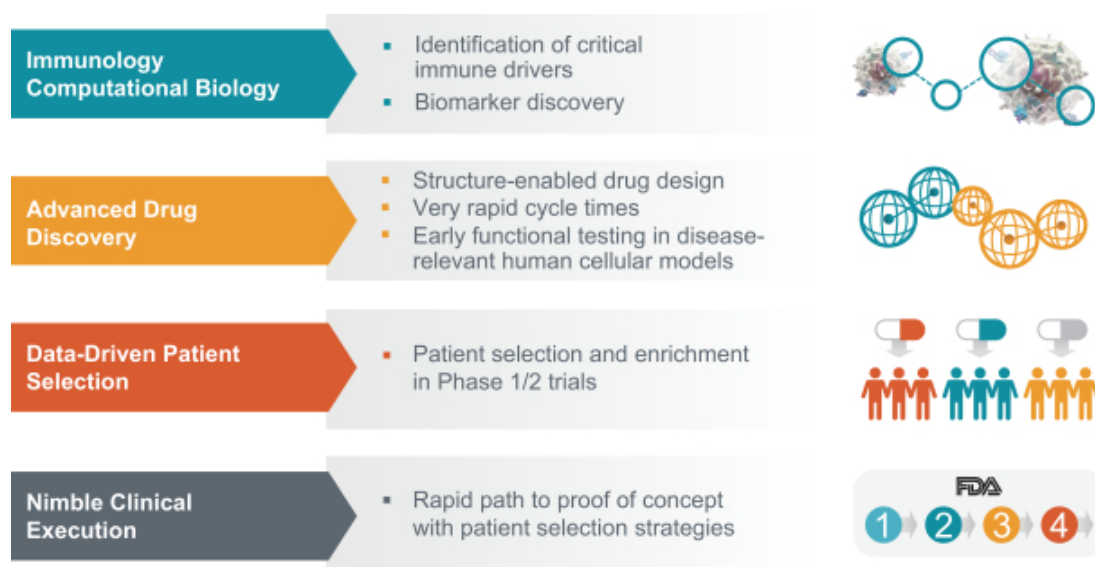 Immunology
Computational Biology
▪ Identification of critical
immune drivers
▪ Biomarker discovery
Advanced Drug
Discovery
▪ Structure-enabled drug design
▪ Very rapid cycle times
▪ Early functional testing in disease-
relevant human cellular models
Data-Driven Patient
Selection
▪ Patient selection and enrichment
in Phase 1/2 trials
Nimble Clinical
Execution
▪ Rapid path to proof of concept
with patient selection strategies
FDA
1 2 3 4